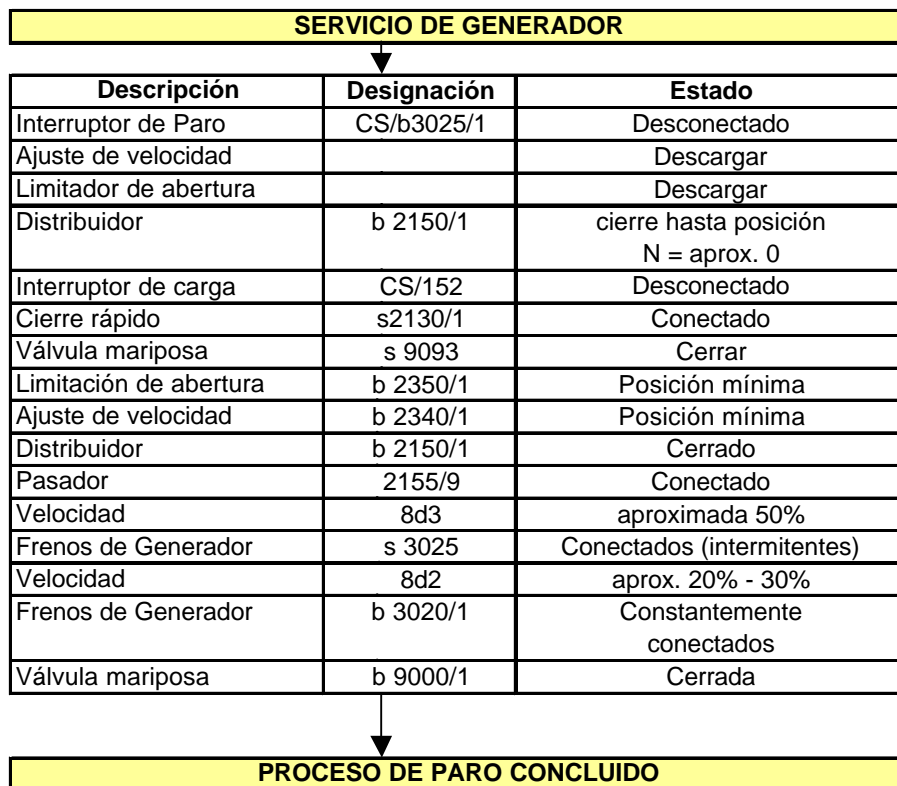 SERVICIO DE GENERADOR
Descripción Designación Estado
Interruptor de Paro CS/b3025/1 Desconectado
Ajuste de velocidad Descargar
Limitador de abertura Descargar
Distribuidor b 2150/1 cierre hasta posición
N = aprox. 0
Interruptor de carga CS/152 Desconectado
Cierre rápido s2130/1 Conectado
Válvula mariposa s 9093 Cerrar
Limitación de abertura b 2350/1 Posición mínima
Ajuste de velocidad b 2340/1 Posición mínima
Distribuidor b 2150/1 Cerrado
Pasador 2155/9 Conectado
Velocidad 8d3 aproximada 50%
Frenos de Generador s 3025 Conectados (intermitentes)
Velocidad 8d2 aprox. 20% - 30%
Frenos de Generador b 3020/1 Constantemente
conectados
Válvula mariposa b 9000/1 Cerrada
PROCESO DE PARO CONCLUIDO